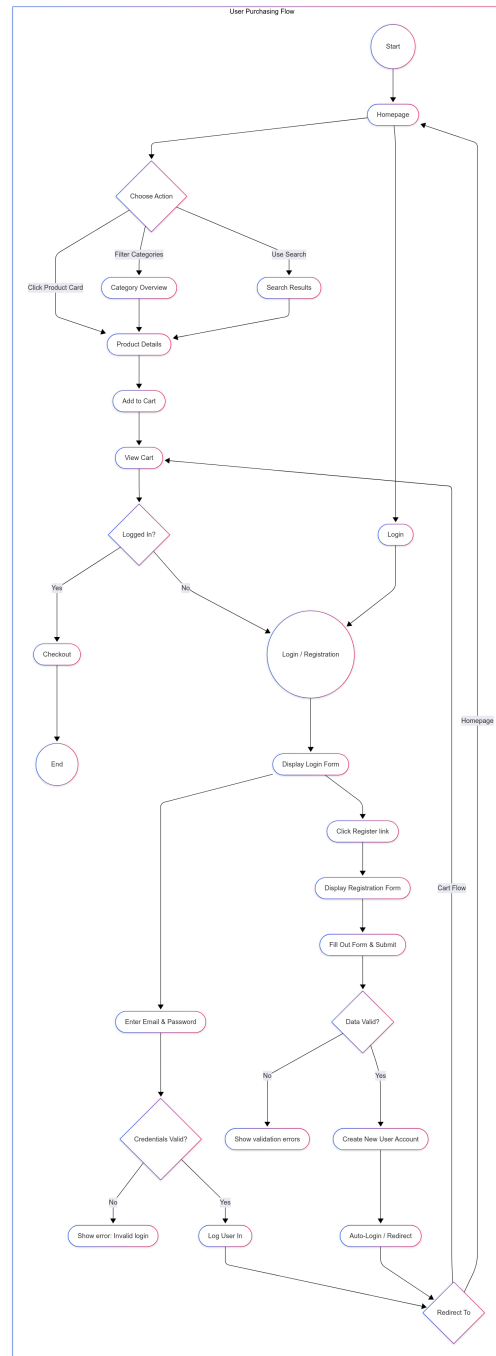 User Purchasing Flow
Start
Homepage
Choose Action
Filter Categories
Use Search
Click Product Card
Category Overview
Search Results
Product Details
Add to Cart
View Cart
Logged In?
Login
Yes
No
Checkout
Login / Registration
Homepage
End
Display Login Form
Click Register link
Display Registration Form
Cart Flow
Fill Out Form & Submit
Enter Email & Password
Data Valid?
No
Yes
Credentials Valid?
Show validation errors
Create New User Account
No
Yes
Show error: Invalid login
Log User In
Auto-Login / Redirect
Redirect To